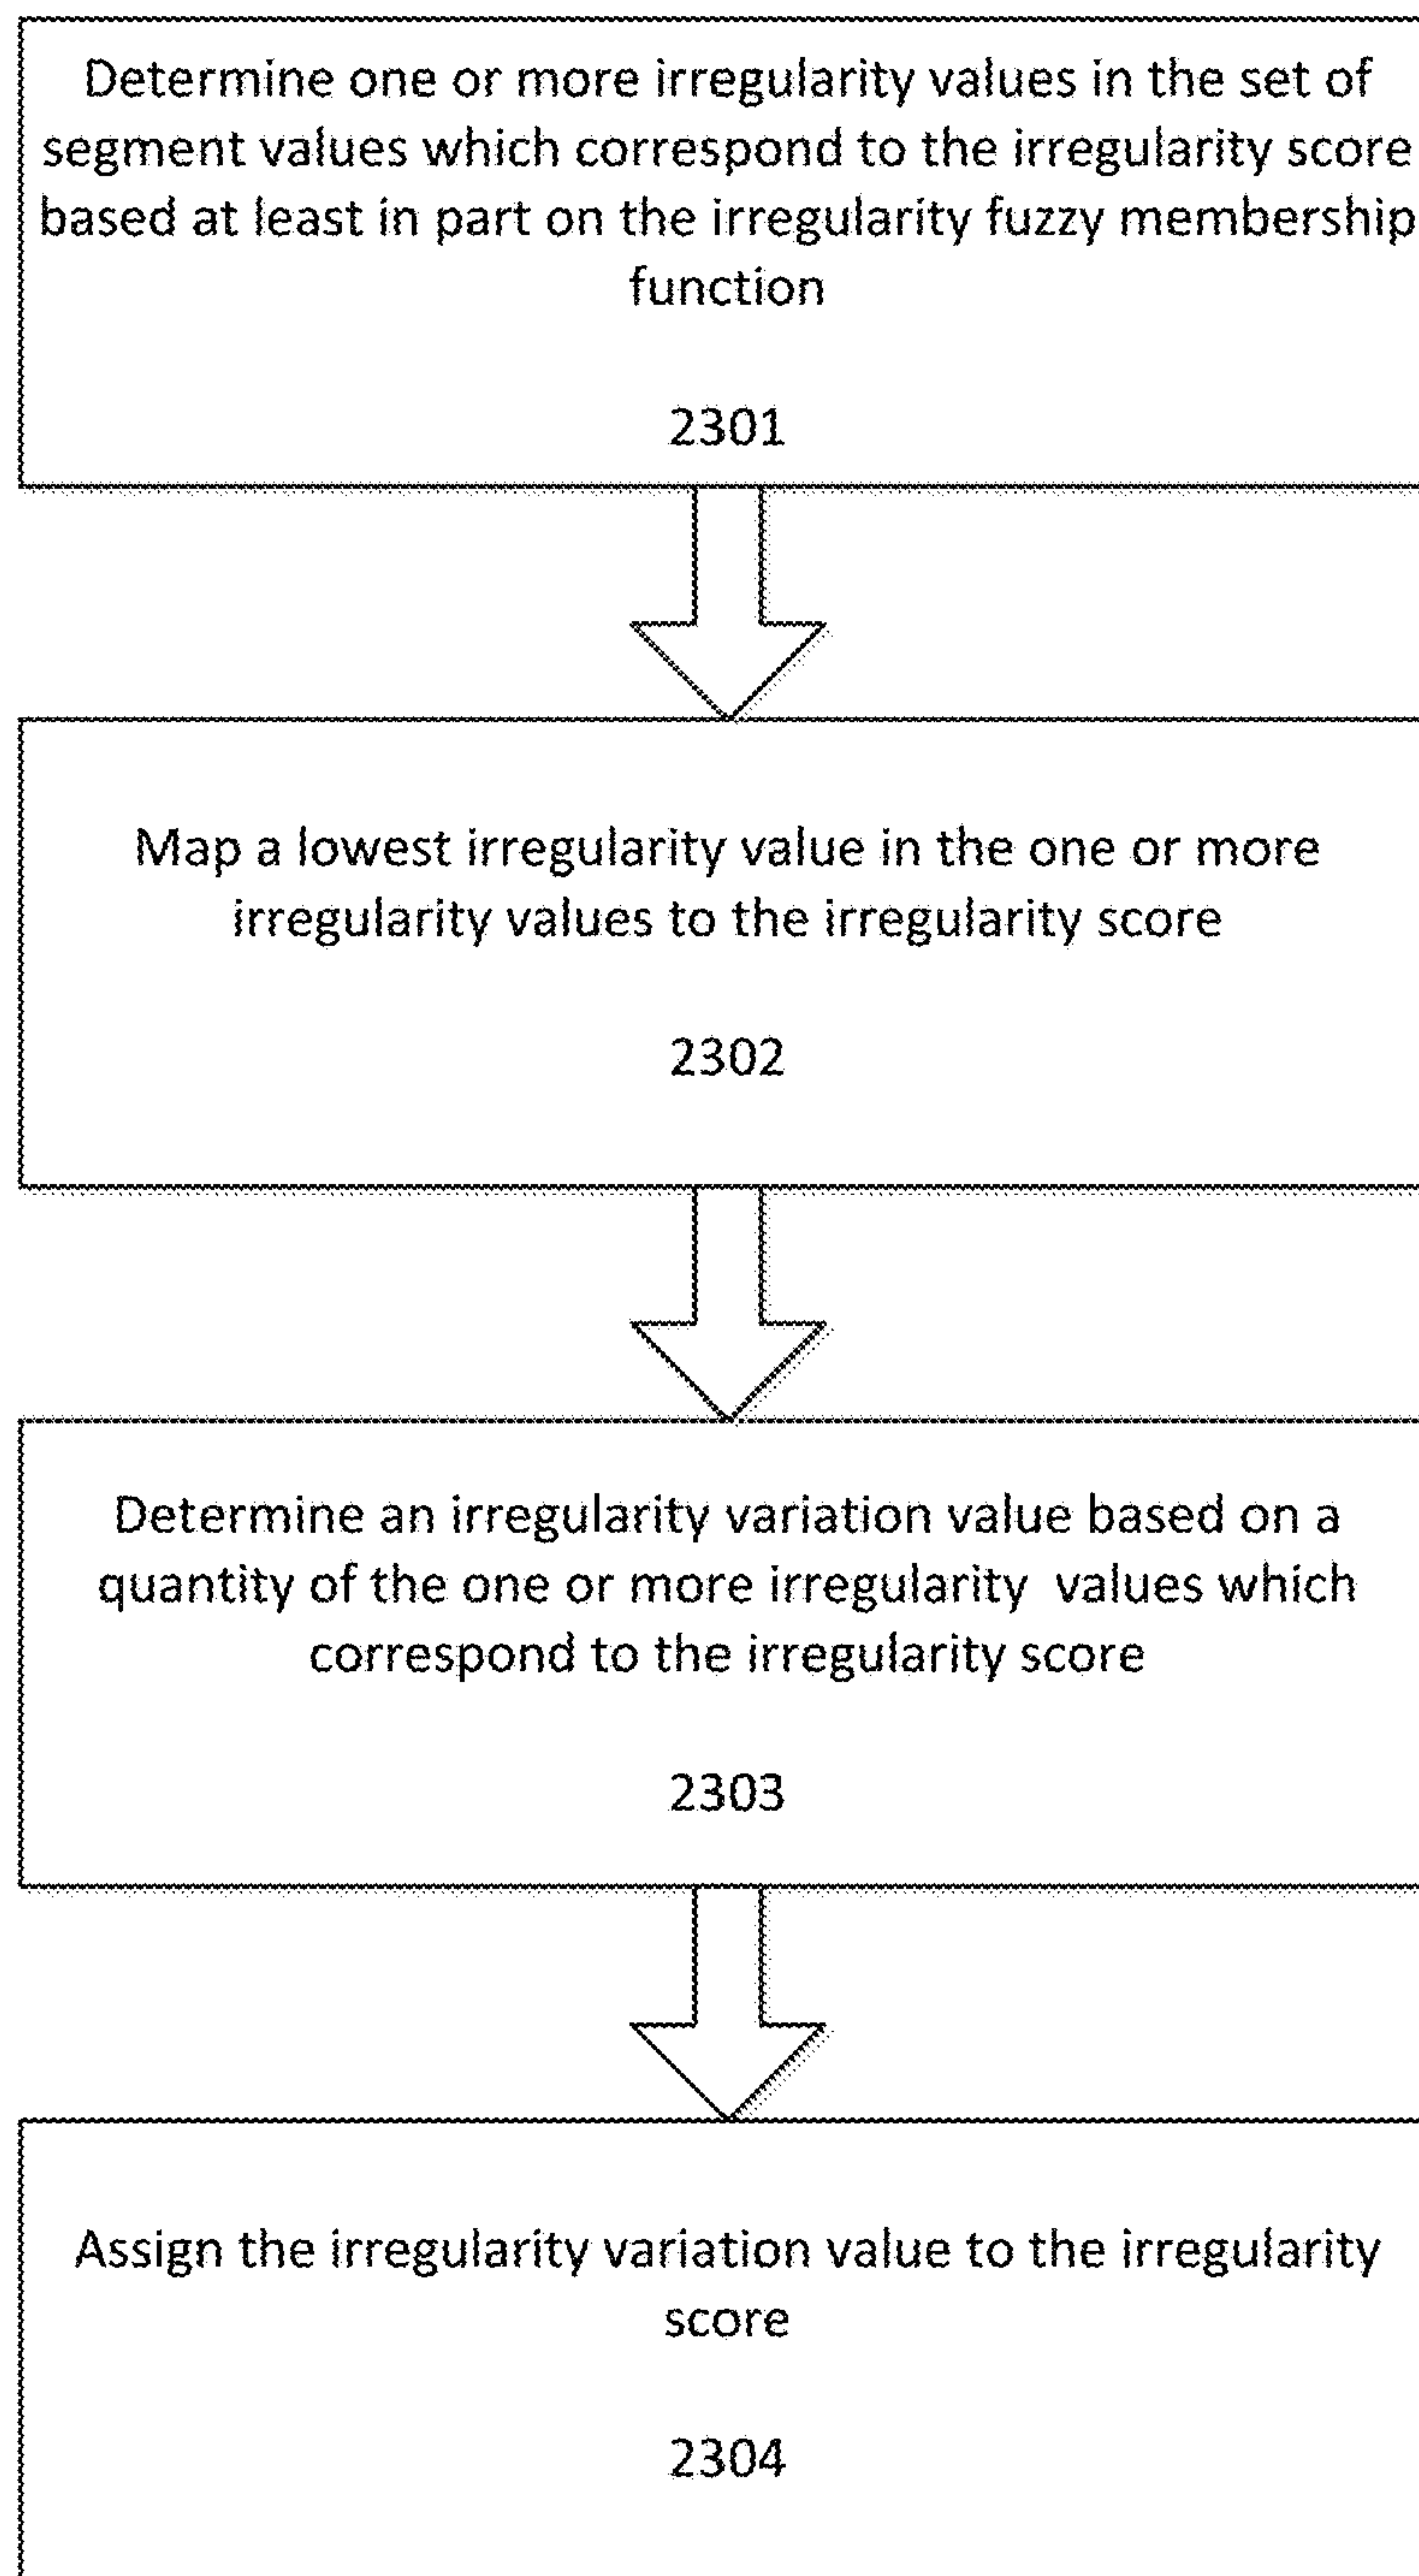 Determine one or more irregularity values in the set of
segment values which correspond to the irregularity score
based at least in part on the irregularity fuzzy membership
function
2301
Map a lowest irregularity value in the one or more
irregularity values to the irregularity score
2302
Determine an irregularity variation value based on a
quantity of the one or more irregularity values which
correspond to the irregularity score
2303
Assign the irregularity variation value to the irregularity
score
2304